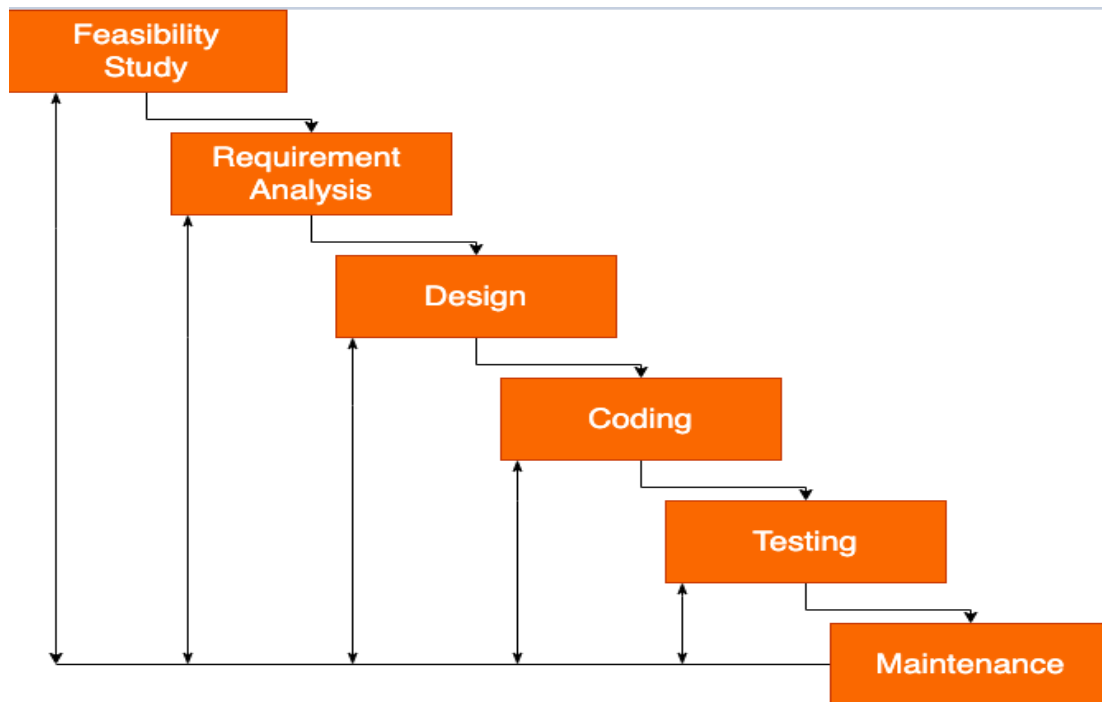 Feasibility
Study
Requirement
Analysis
Design
Coding
Testing
Maintenance